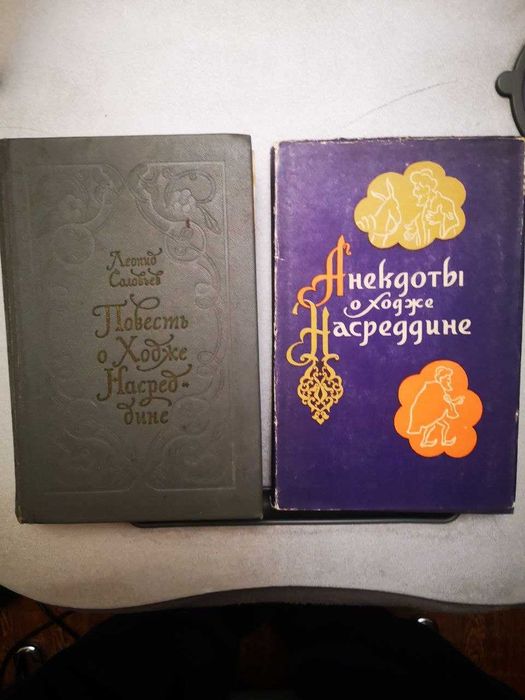 Леонид
Соловьев
Повесть
о Ходже
Насред-
дине
Анекдоты
о Ходже
Насреддине